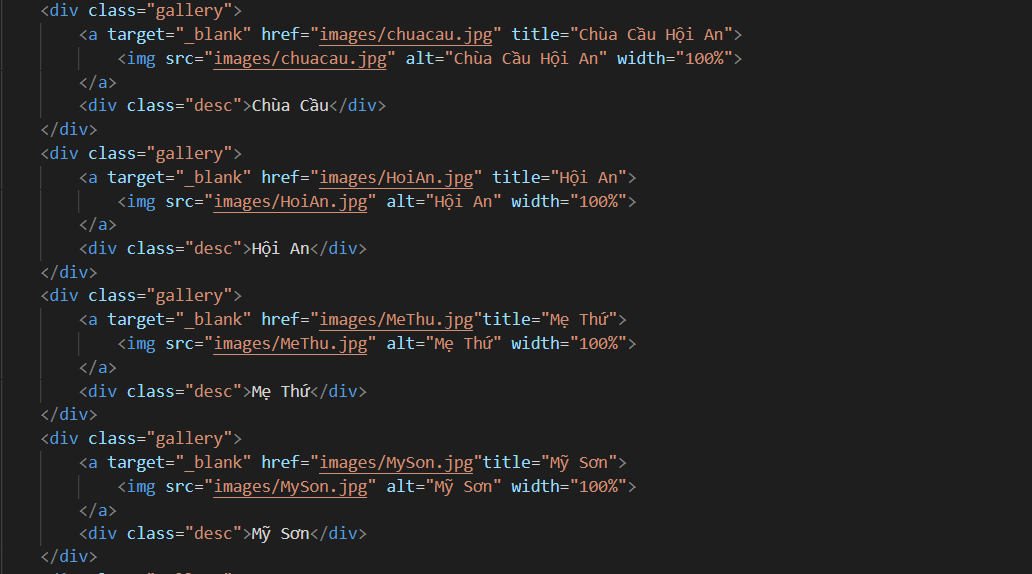 <div class="gallery">
<a target="_blank" href="images/chuacau.jpg" title="Chùa Cầu Hội An">
<img src="images/chuacau.jpg" alt="Chùa Cầu Hội An" width="100%">
</a>
<div class="desc">Chùa Cầu</div>
</div>
<div class="gallery">
<a target="_blank" href="images/HoiAn.jpg" title="Hội An">
<img src="images/HoiAn.jpg" alt="Hội An" width="100%">
</a>
<div class="desc">Hội An</div>
</div>
<div class="gallery">
<a target="_blank" href="images/MeThu.jpg"title="Mẹ Thứ">
<img src="images/MeThu.jpg" alt="Mẹ Thứ" width="100%">
</a>
<div class="desc">Mẹ Thứ</div>
</div>
<div class="gallery">
<a target="_blank" href="images/MySon.jpg"title="Mỹ Sơn">
<img src="images/MySon.jpg" alt="Mỹ Sơn" width="100%">
</a>
<div class="desc">Mỹ Sơn</div>
</div>